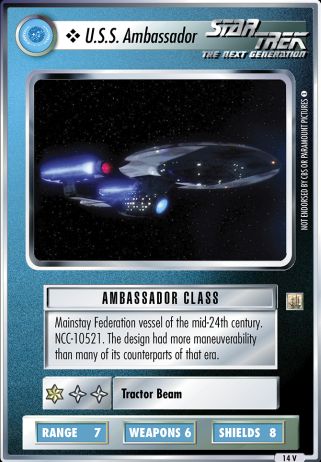 ❖ U.S.S. Ambassador
STAR TREK
THE NEXT GENERATION
NOT ENDORSED BY CBS OR PARAMOUNT PICTURES
AMBASSADOR CLASS
Mainstay Federation vessel of the mid-24th century.
NCC-10521. The design had more maneuverability
than many of its counterparts of that era.
Tractor Beam
RANGE 7
WEAPONS 6
SHIELDS 8
14 V